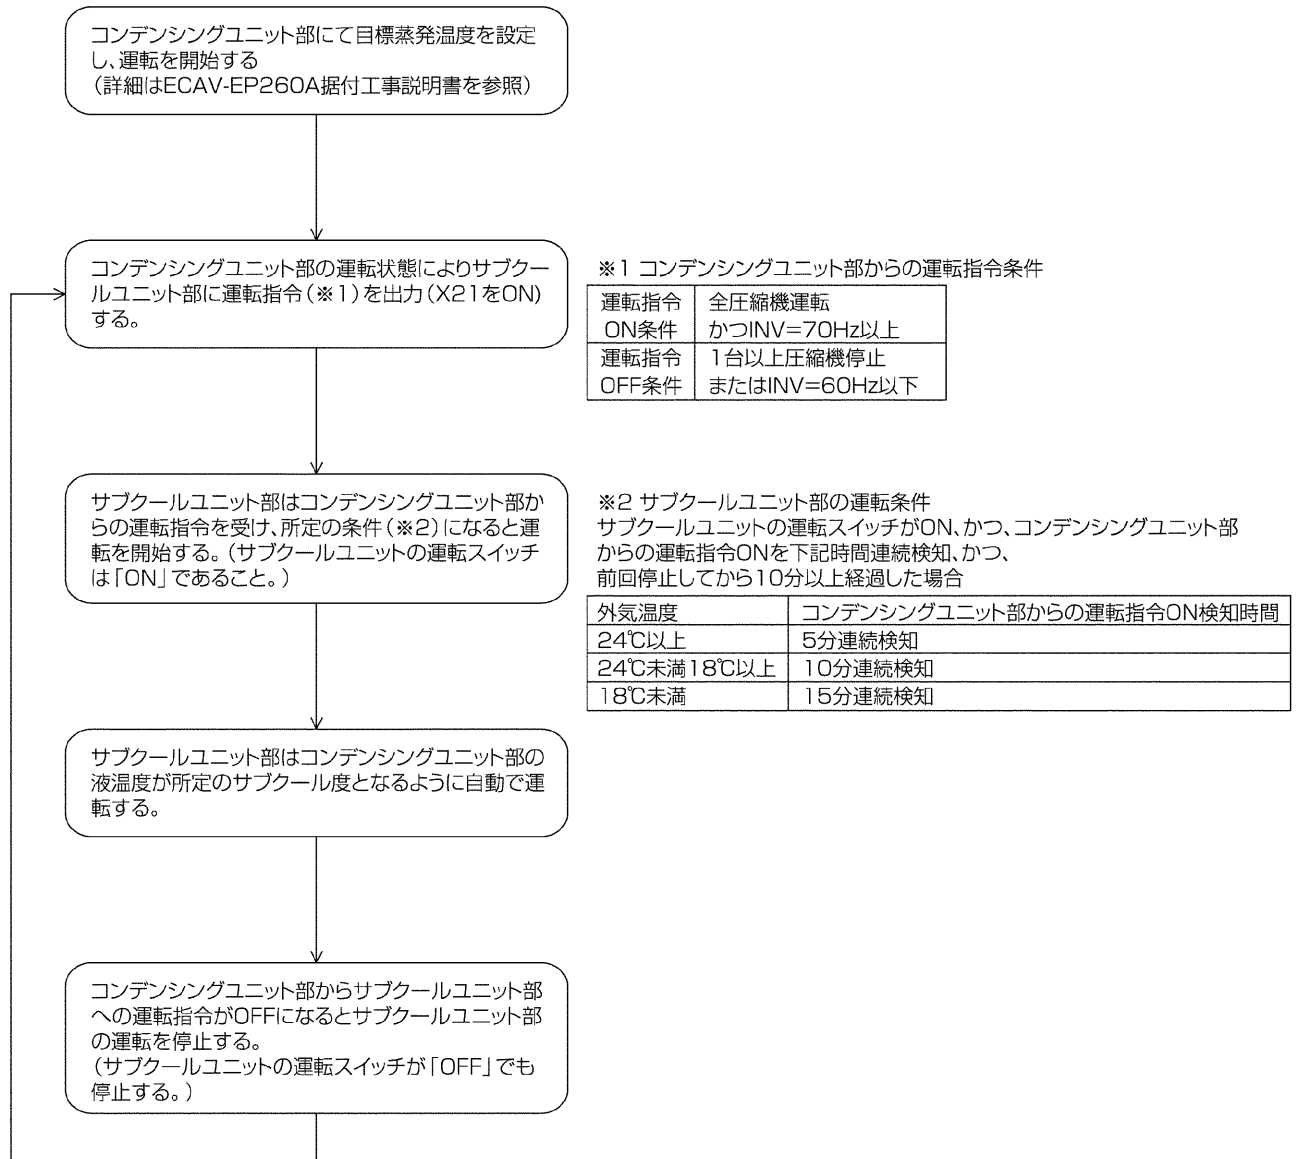 コンデンシングユニット部にて目標蒸発温度を設定
し、運転を開始する
（詳細はECAV-EP260A据付工事説明書を参照）
コンデンシングユニット部の運転状態によりサブクー
ルユニット部に運転指令（※1）を出力（X21をON)
する。
※1 コンデンシングユニット部からの運転指令条件
運転指令 全圧縮機運転
ON条件 かつINV=70Hz以上
運転指令 1台以上圧縮機停止
OFF条件 またはINV=60Hz以下
サブクールユニット部はコンデンシングユニット部か
らの運転指令を受け、所定の条件（※2）になると運
転を開始する。（サブクールユニットの運転スイッチ
は「ON」であること。）
※2 サブクールユニット部の運転条件
サブクールユニットの運転スイッチがON、かつ、コンデンシングユニット部
からの運転指令ONを下記時間連続検知、かつ、
前回停止してから10分以上経過した場合
外気温度 コンデンシングユニット部からの運転指令ON検知時間
24℃以上 5分連続検知
24℃未満18℃以上 10分連続検知
18℃未満 15分連続検知
サブクールユニット部はコンデンシングユニット部の
液温度が所定のサブクール度となるように自動で運
転する。
コンデンシングユニット部からサブクールユニット部
への運転指令がOFFになるとサブクールユニット部
の運転を停止する。
（サブクールユニットの運転スイッチが「OFF」でも
停止する。）